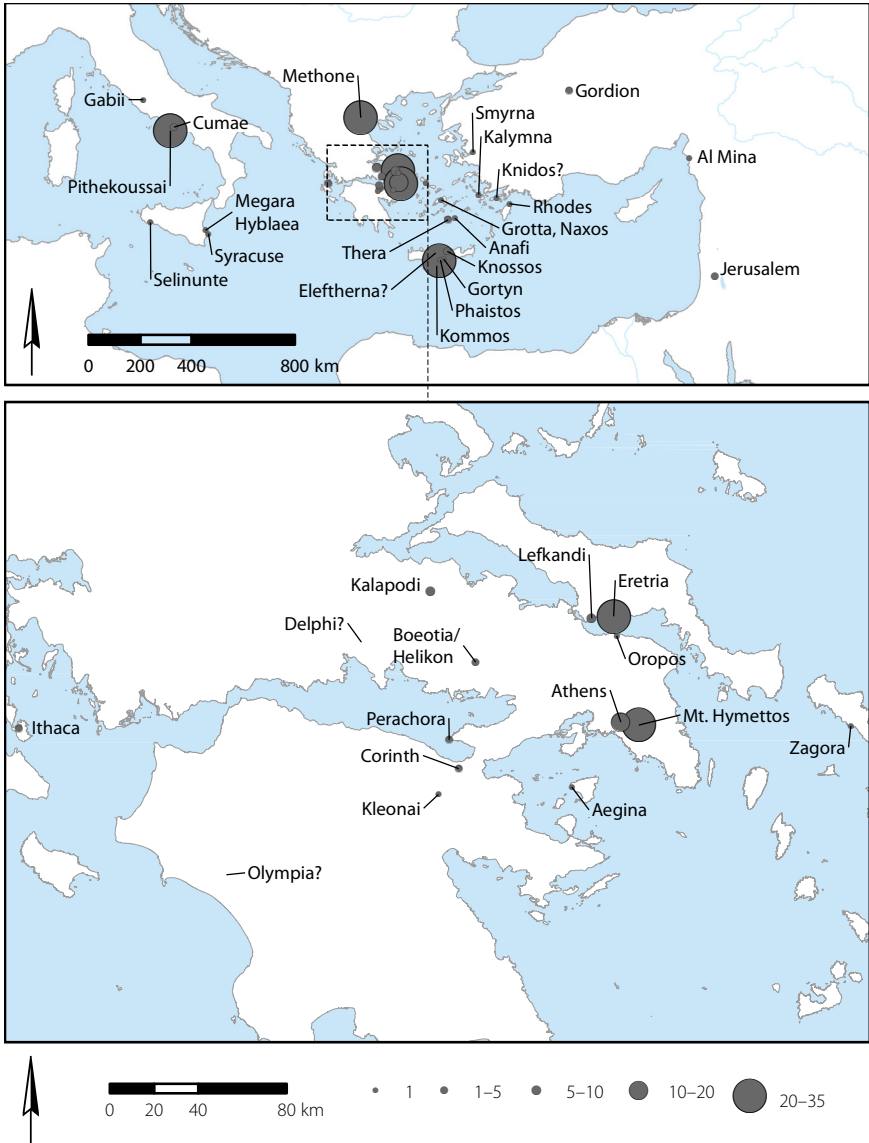 Methone
Gabii
Cumae
Pithekoussai
Gordion
Smyrna
Kalymna
Knidos?
Al Mina
Rhodes
Grotta, Naxos
Anafi
Thera
Knossos
Eleftherna?
Gortyn
Phaistos
Kommos
Jerusalem
Megara
Hyblaea
Syracuse
Selinunte
0 200 400 800 km
Lefkandi
Eretria
Kalapodi
Delphi?
Boeotia/
Helikon
Oropos
Athens
Mt. Hymettos
Ithaca
Perachora
Zagora
Corinth
Kleonai
Aegina
Olympia?
0 20 40 80 km
1 1–5 5–10 10–20 20–35